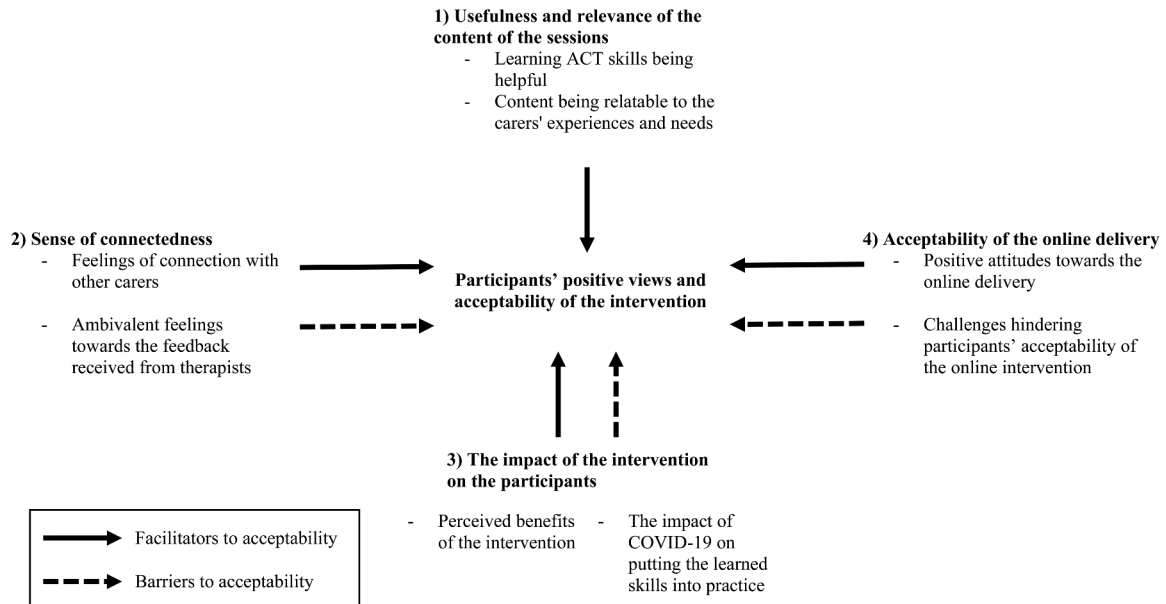 1) Usefulness and relevance of the
content of the sessions
- Learning ACT skills being
helpful
- Content being relatable to the
carers' experiences and needs
2) Sense of connectedness
- Feelings of connection with
other carers
- Ambivalent feelings
towards the feedback
received from therapists
Participants’ positive views and
acceptability of the intervention
4) Acceptability of the online delivery
- Positive attitudes towards the
online delivery
- Challenges hindering
participants’ acceptability of
the online intervention
3) The impact of the intervention
on the participants
- Perceived benefits
of the intervention
- The impact of
COVID-19 on
putting the learned
skills into practice
Facilitators to acceptability
Barriers to acceptability